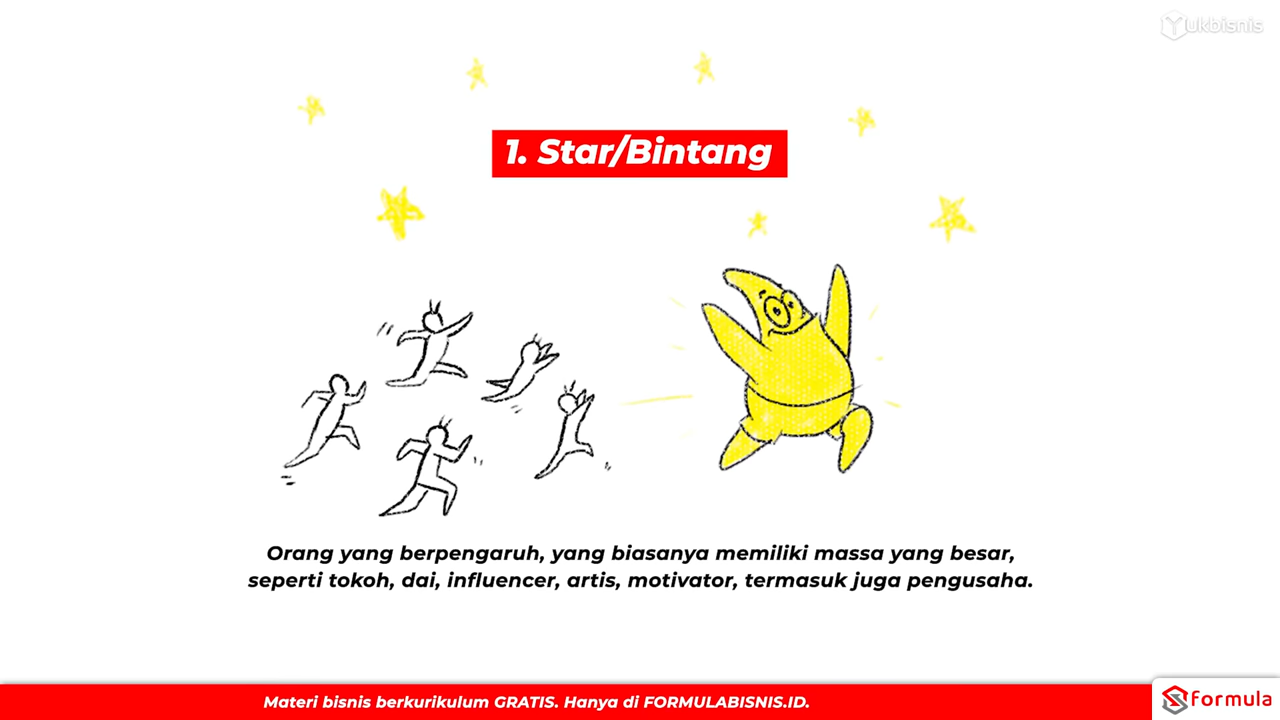 Yukbisnis
1. Star/Bintang
Orang yang berpengaruh, yang biasanya memiliki massa yang besar,
seperti tokoh, dai, influencer, artis, motivator, termasuk juga pengusaha.
Materi bisnis berkurikulum GRATIS. Hanya di FORMULABISNIS.ID.
Formula